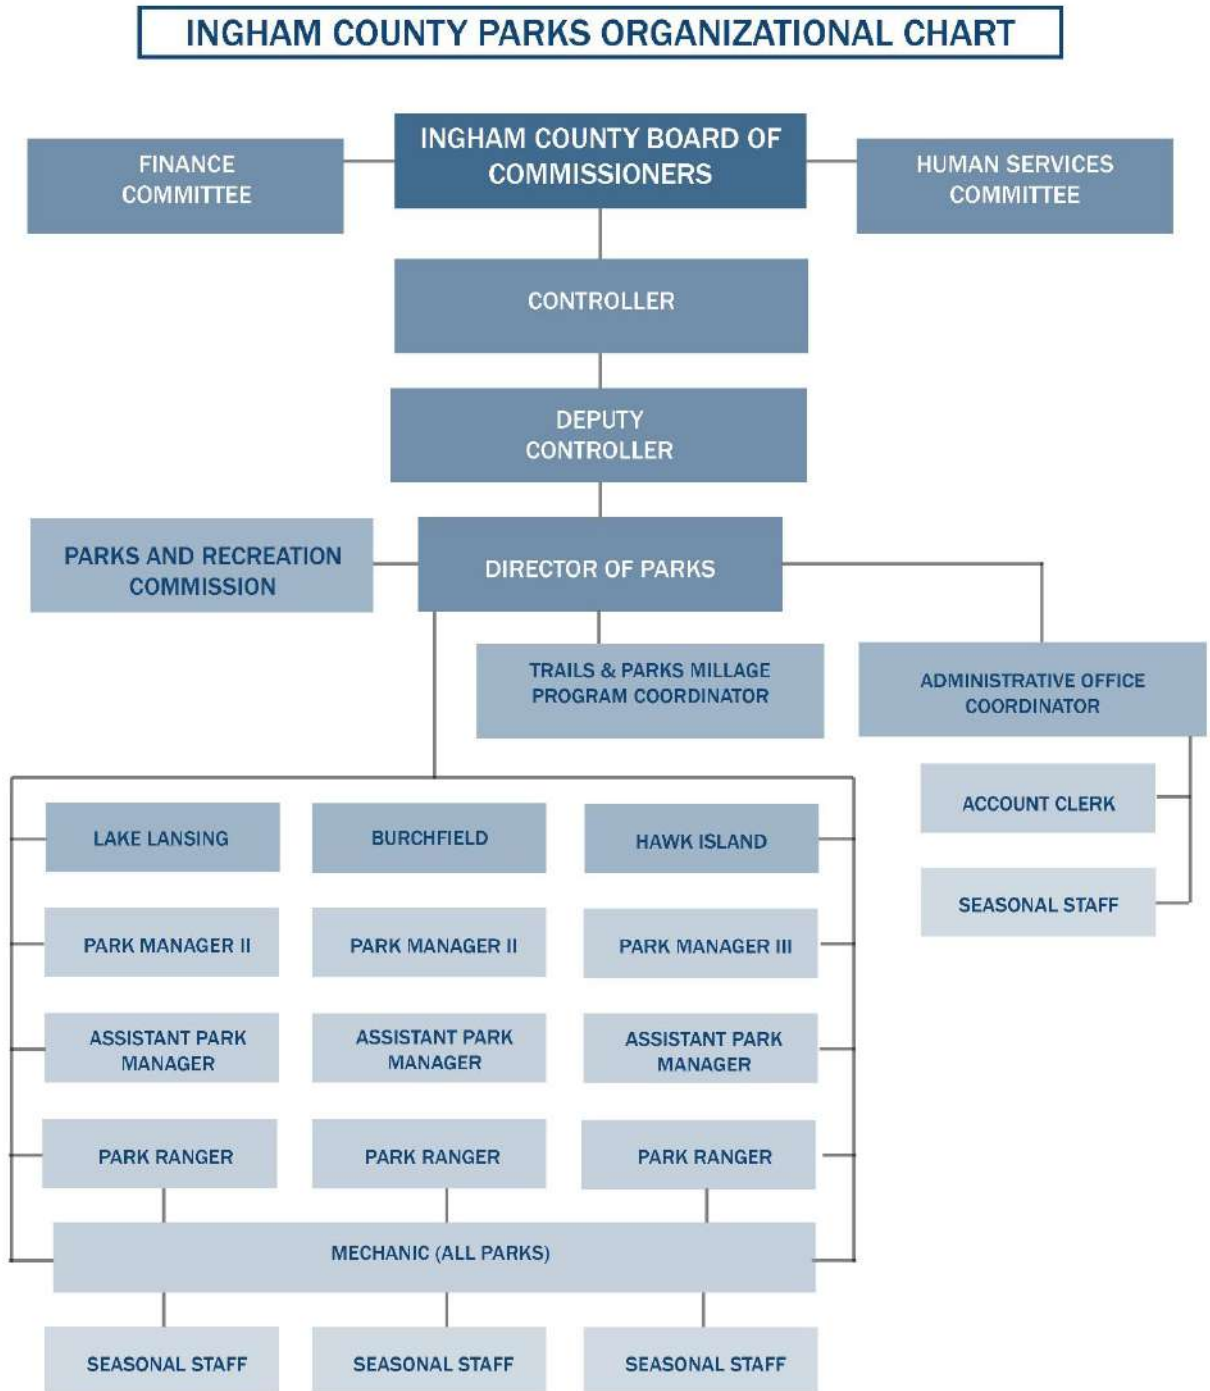 INGHAM COUNTY PARKS ORGANIZATIONAL CHART
INGHAM COUNTY BOARD OF
COMMISSIONERS
FINANCE
COMMITTEE
HUMAN SERVICES
COMMITTEE
CONTROLLER
DEPUTY
CONTROLLER
PARKS AND RECREATION
COMMISSION
DIRECTOR OF PARKS
TRAILS & PARKS MILLAGE
PROGRAM COORDINATOR
ADMINISTRATIVE OFFICE
COORDINATOR
ACCOUNT CLERK
SEASONAL STAFF
LAKE LANSING
BURCHFIELD
HAWK ISLAND
PARK MANAGER II
PARK MANAGER II
PARK MANAGER III
ASSISTANT PARK
MANAGER
ASSISTANT PARK
MANAGER
ASSISTANT PARK
MANAGER
PARK RANGER
PARK RANGER
PARK RANGER
MECHANIC (ALL PARKS)
SEASONAL STAFF
SEASONAL STAFF
SEASONAL STAFF